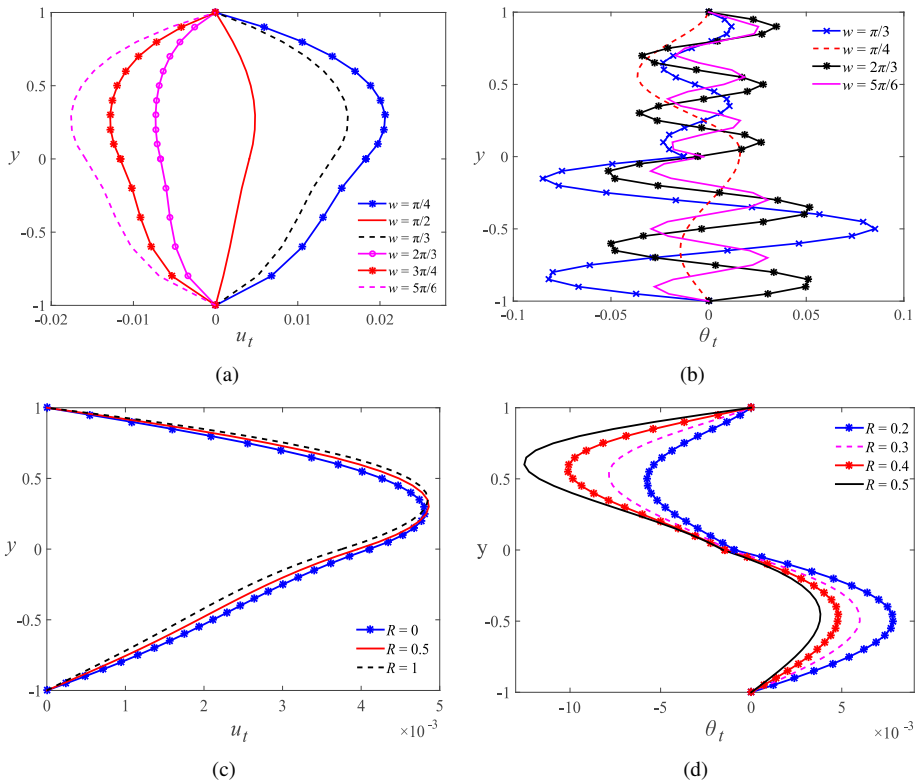 1
0.5
0
-0.5
-1
y
-0.02
-0.01
0
0.01
0.02
u_t
w = π/4
w = π/2
w = π/3
w = 2π/3
w = 3π/4
w = 5π/6
(a)
1
0.5
0
-0.5
-1
y
-0.1
-0.05
0
0.05
0.1
θ_t
w = π/3
w = π/4
w = 2π/3
w = 5π/6
(b)
1
0.5
0
-0.5
-1
y
0
1
2
3
4
5
×10⁻³
u_t
R = 0
R = 0.5
R = 1
(c)
1
0.5
0
-0.5
-1
y
-10
-5
0
5
×10⁻³
θ_t
R = 0.2
R = 0.3
R = 0.4
R = 0.5
(d)